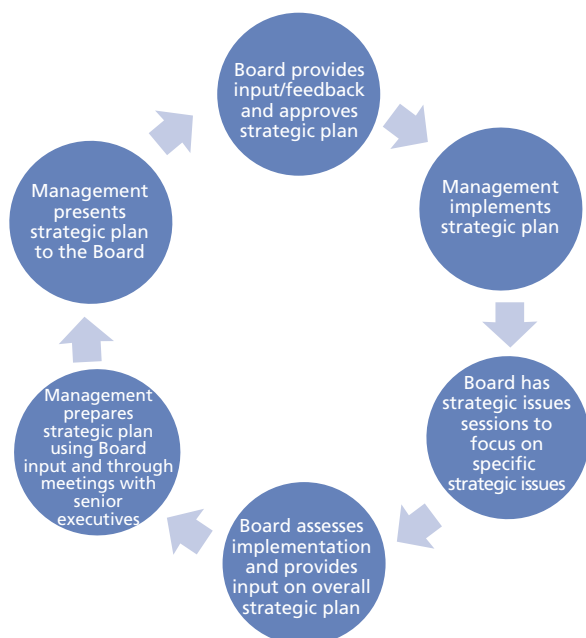 Board provides
input/feedback
and approves
strategic plan
Management
implements
strategic plan
Board has
strategic issues
sessions to
focus on
specific
strategic issues
Board assesses
implementation
and provides
input on overall
strategic plan
Management
prepares
strategic plan
using Board
input and through
meetings with
senior
executives
Management
presents
strategic plan
to the Board